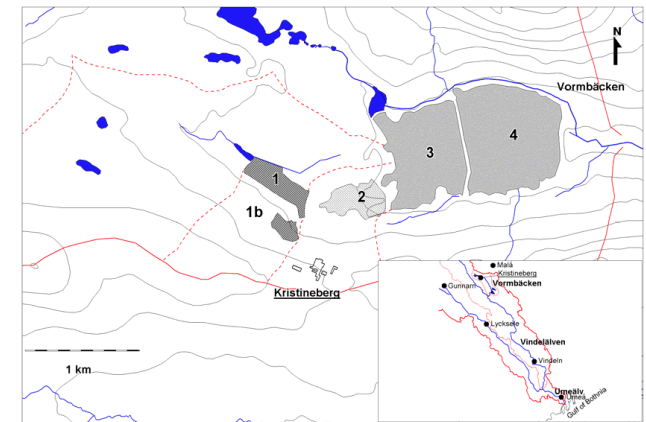 N
Vormbäcken
4
3
1
2
1b
Kristineberg
1 km
Malå
Kristineberg
Vormbäcken
Gunnarn
Lycksele
Vindelälven
Vindeln
Umeälv
Umeå
Gulf of Bothnia